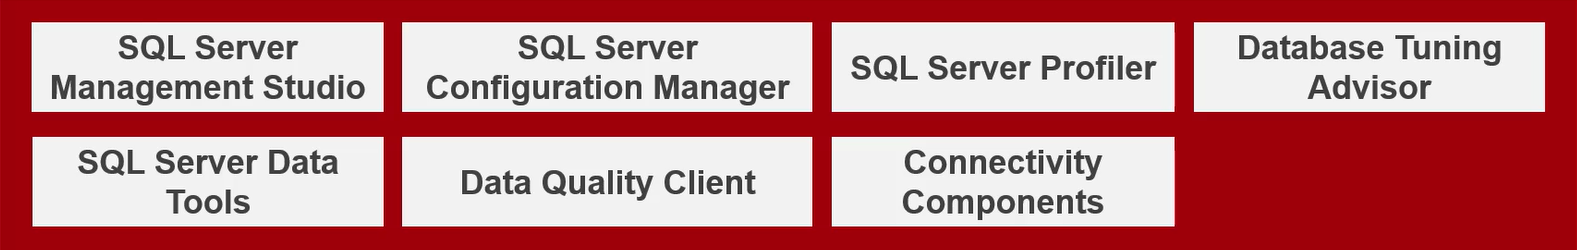 SQL Server
Management Studio
SQL Server
Configuration Manager
SQL Server Profiler
Database Tuning
Advisor
SQL Server Data
Tools
Data Quality Client
Connectivity
Components